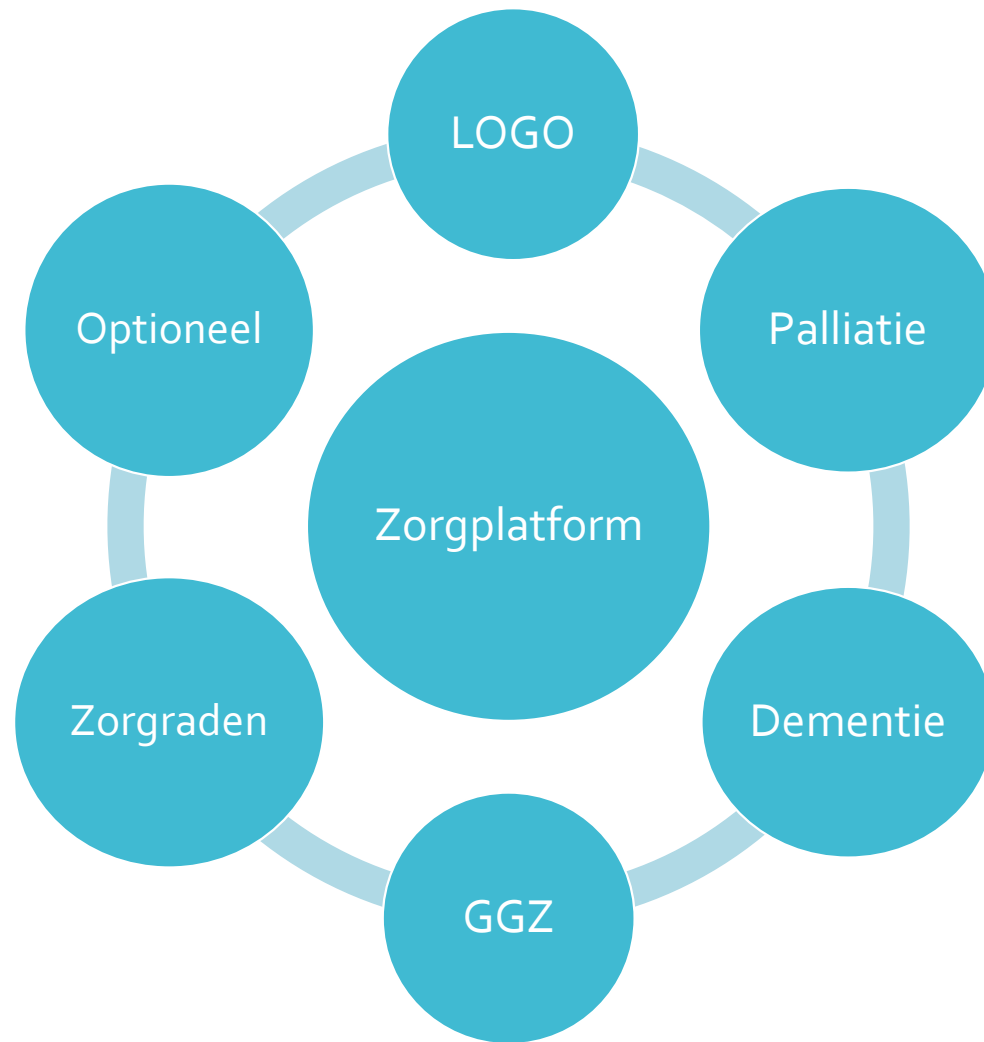 LOGO
Palliatie
Dementie
GGZ
Zorgraden
Optioneel
Zorgplatform